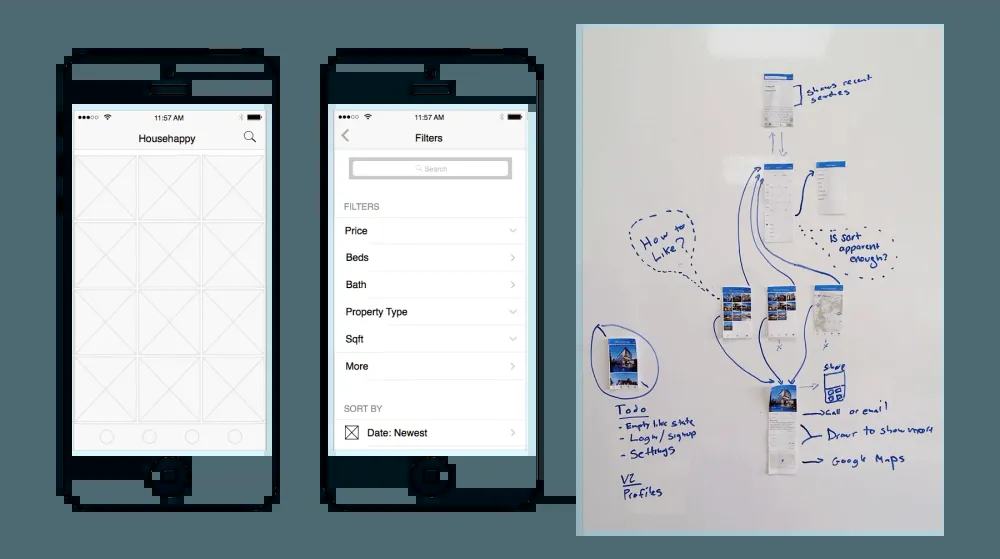 11:57 AM
Househappy
11:57 AM
Filters
Search
FILTERS
Price
Beds
Bath
Property Type
Sqft
More
SORT BY
Date: Newest
shows recent
searches
How to
Like?
Is sort
apparent
enough?
Share
Call or email
Draw to show more
Google Maps
Todo
- Empty like state
- Login/signup
- Settings
V2
Profiles